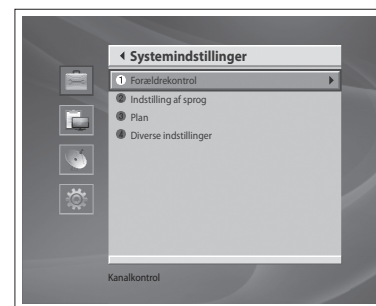 Systemindstillinger
1 Forældrekontrol
2 Indstilling af sprog
3 Plan
4 Diverse indstillinger
Kanalkontrol